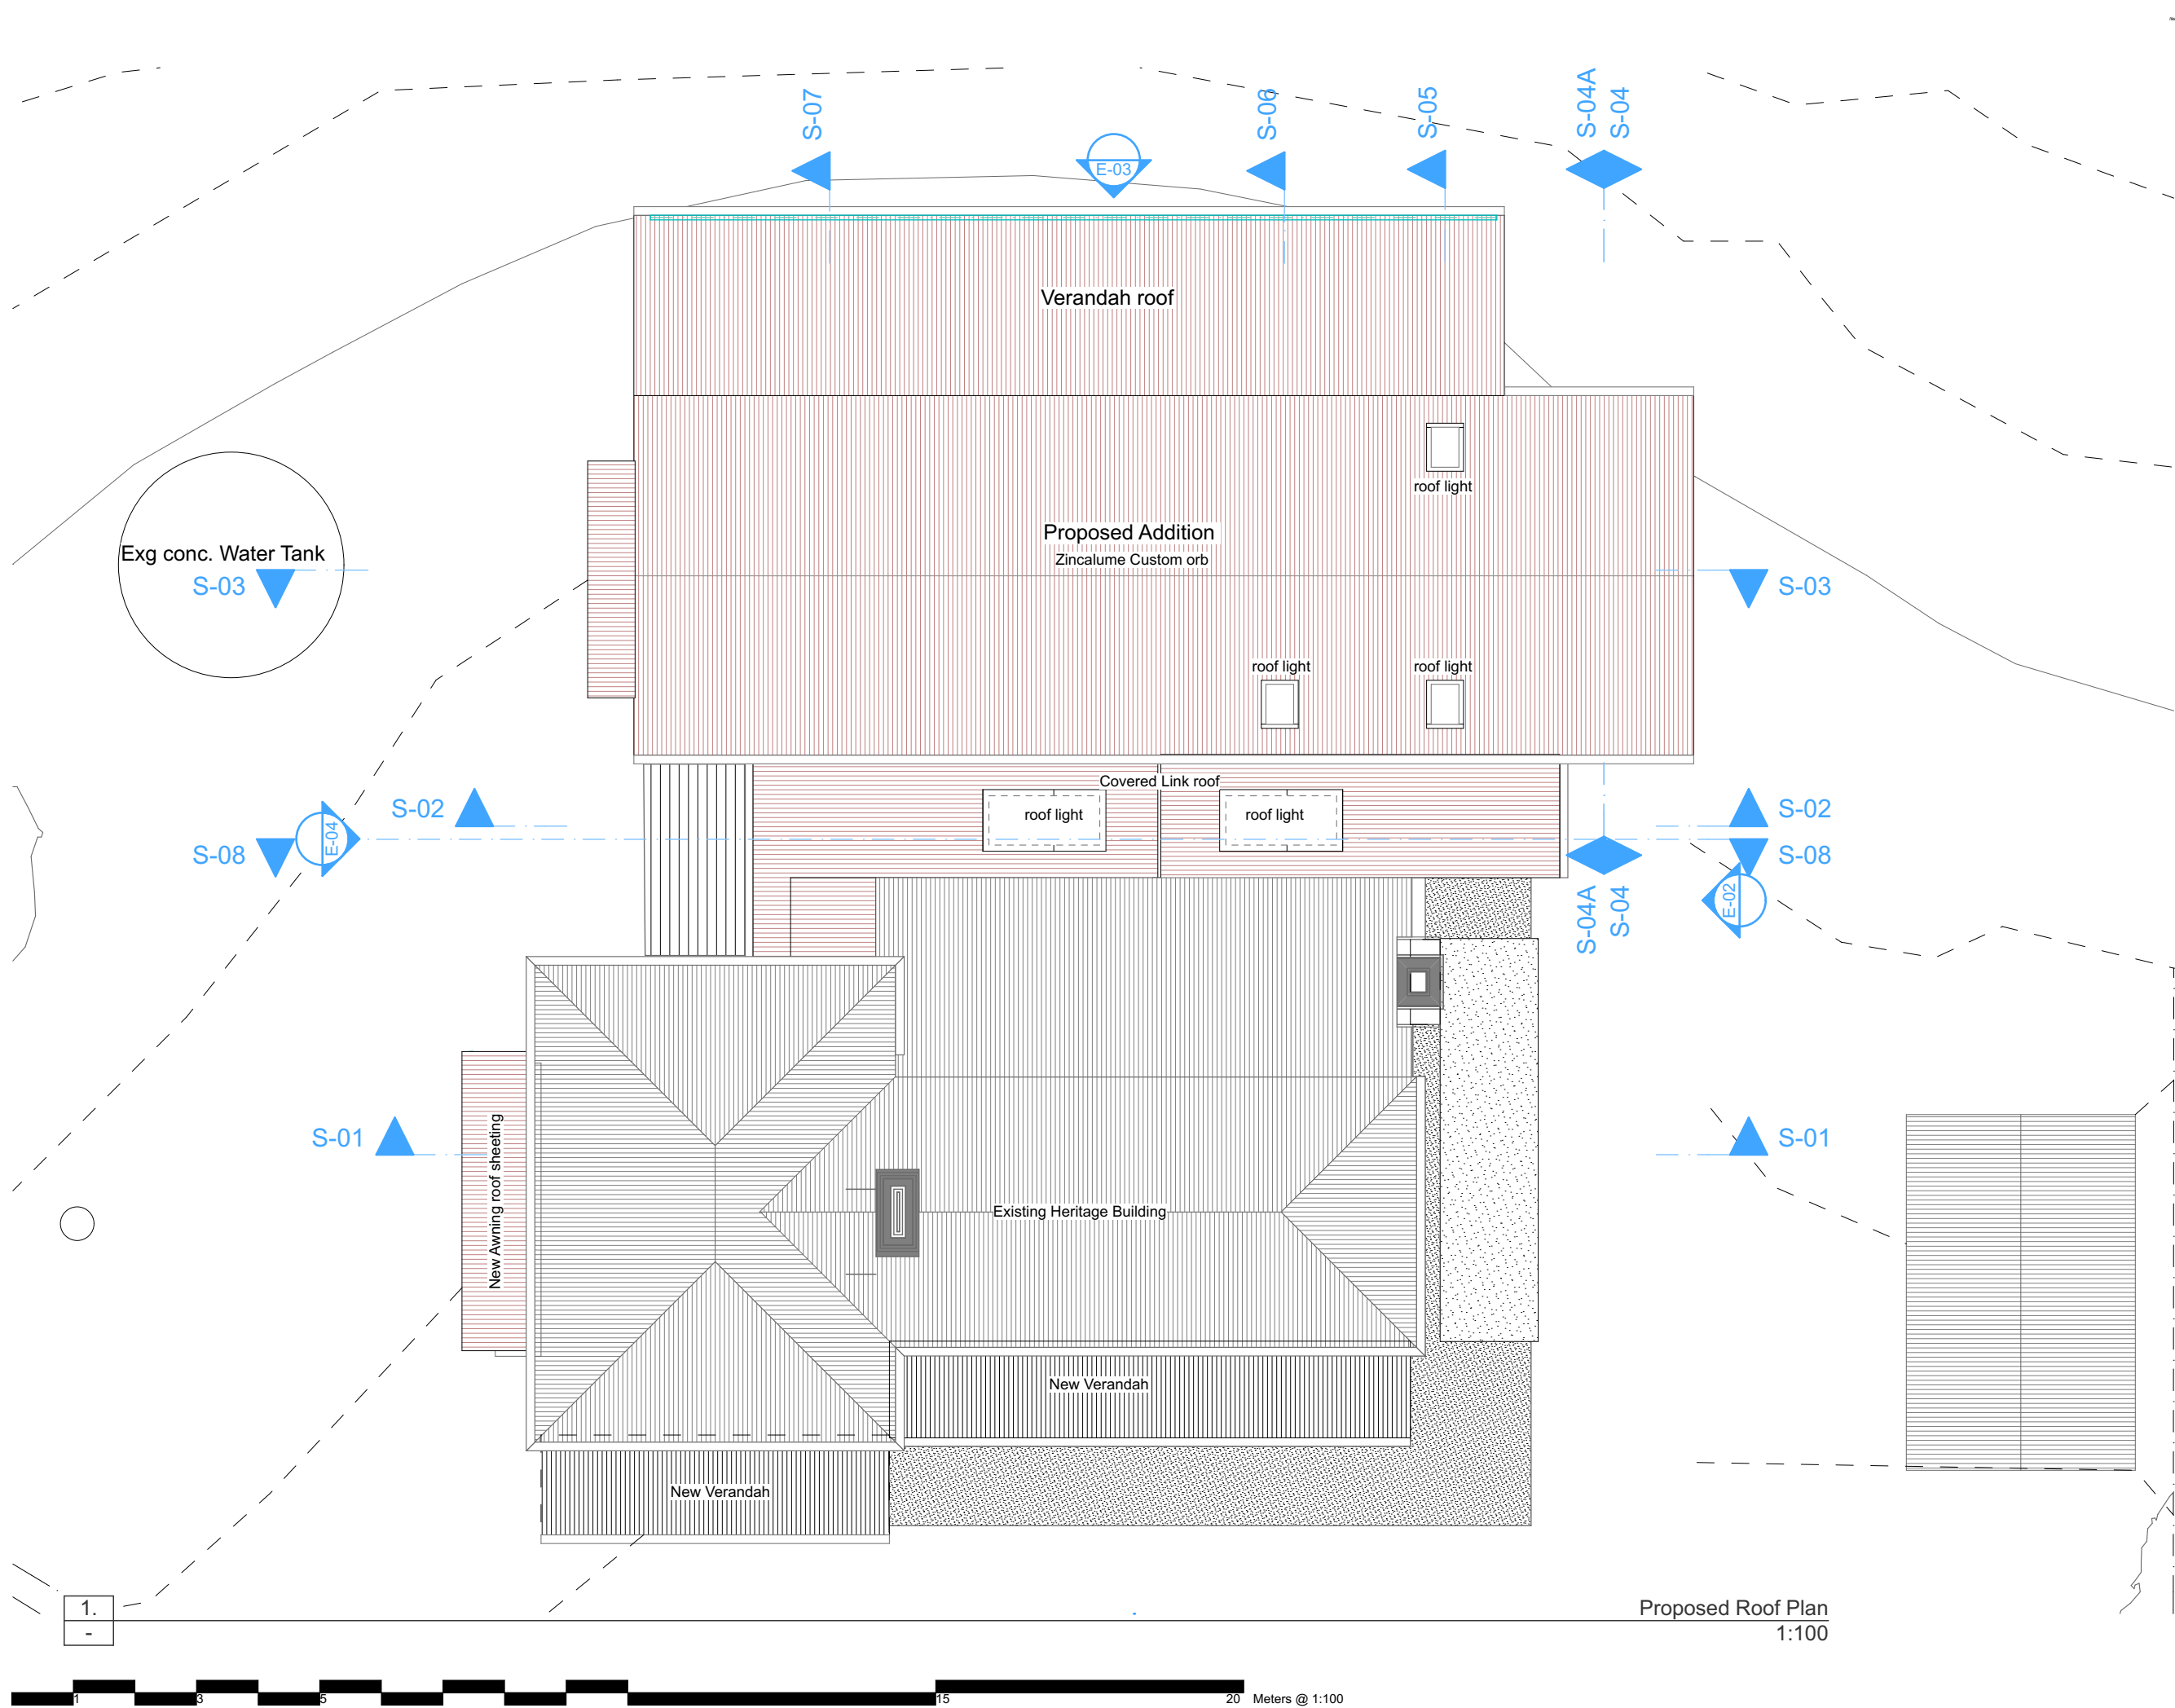 S-07
S-06
S-05
S-04A
S-04
E-03
Verandah roof
roof light
Proposed Addition
Zincalume Custom orb
Exg conc. Water Tank
S-03
S-03
roof light
roof light
Covered Link roof
roof light
roof light
S-02
S-02
E-04
S-08
S-08
E-02
S-04A
S-04
S-01
S-01
New Awning roof sheeting
Existing Heritage Building
New Verandah
New Verandah
1.
-
Proposed Roof Plan
1:100
1 3 5 15 20 Meters @ 1:100